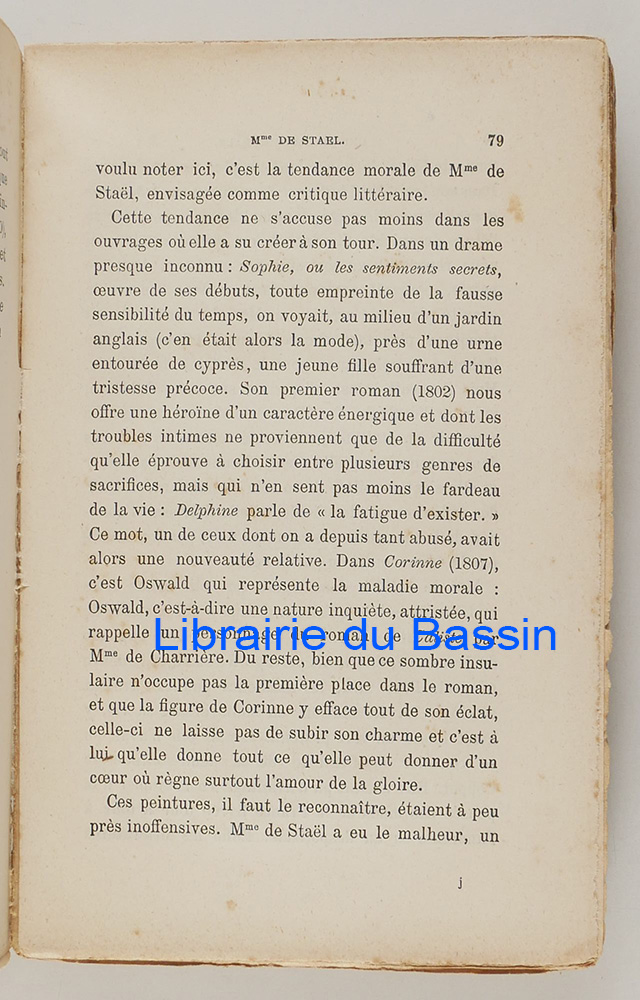 Mme DE STAEL. 79
voulu noter ici, c'est la tendance morale de Mme de
Staël, envisagée comme critique littéraire.
Cette tendance ne s'accuse pas moins dans les
ouvrages où elle a su créer à son tour. Dans un drame
presque inconnu : Sophie, ou les sentiments secrets,
œuvre de ses débuts, toute empreinte de la fausse
sensibilité du temps, on voyait, au milieu d'un jardin
anglais (c'en était alors la mode), près d'une urne
entourée de cyprès, une jeune fille souffrant d'une
tristesse précoce. Son premier roman (1802) nous
offre une héroïne d'un caractère énergique et dont les
troubles intimes ne proviennent que de la difficulté
qu'elle éprouve à choisir entre plusieurs genres de
sacrifices, mais qui n'en sent pas moins le fardeau
de la vie : Delphine parle de « la fatigue d'exister. »
Ce mot, un de ceux dont on a depuis tant abusé, avait
alors une nouveauté relative. Dans Corinne (1807),
c'est Oswald qui représente la maladie morale :
Oswald, c'est-à-dire une nature inquiète, attristée, qui
rappelle un personnage du roman de Caliste par
Librairie du Bassin
Mme de Charrière. Du reste, bien que ce sombre insu-
laire n'occupe pas la première place dans le roman,
et que la figure de Corinne y efface tout de son éclat,
celle-ci ne laisse pas de subir son charme et c'est à
lui qu'elle donne tout ce qu'elle peut donner d'un
cœur où règne surtout l'amour de la gloire.
Ces peintures, il faut le reconnaître, étaient à peu
près inoffensives. Mme de Staël a eu le malheur, un
j